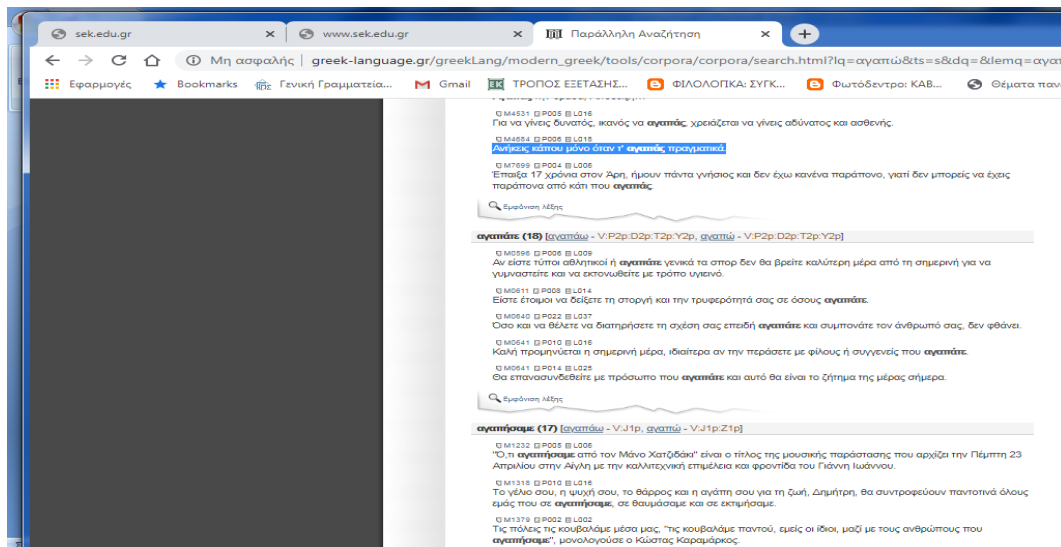 sek.edu.gr
www.sek.edu.gr
Παράλληλη Αναζήτηση
Μη ασφαλής | greek-language.gr/greekLang/modern_greek/tools/corpora/corpora/search.html?lq=αγαπώ&ts=s&dq=&lemq=αγαπ
Εφαρμογές Bookmarks Γενική Γραμματεία... Gmail ΤΡΟΠΟΣ ΕΞΕΤΑΣΗΣ... ΦΙΛΟΛΟΓΙΚΑ: ΣΥΓΚ... Φωτόδεντρο: ΚΑΒ... Θέματα παν
M4531 P005 L016
Για να γίνεις δυνατός, ικανός να αγαπάς, χρειάζεται να γίνεις αδύνατος και ασθενής.
M4684 P006 L018
Ανήκεις κάπου μόνο όταν τ' αγαπάς πραγματικά.
M7699 P004 L006
Έπαιξα 17 χρόνια στον Άρη, ήμουν πάντα γνήσιος και δεν έχω κανένα παράπονο, γιατί δεν μπορείς να έχεις
παράπονα από κάτι που αγαπάς.
Εμφάνιση λέξης
αγαπάτε (18) [αγαπάω - V:P2p:D2p:T2p:Y2p, αγαπώ - V:P2p:D2p:T2p:Y2p]
M0596 P006 L009
Αν είστε τύποι αθλητικοί ή αγαπάτε γενικά τα σπορ δεν θα βρείτε καλύτερη μέρα από τη σημερινή για να
γυμναστείτε και να εκτονωθείτε με τρόπο υγιεινό.
M0611 P008 L014
Είστε έτοιμοι να δείξετε τη στοργή και την τρυφερότητά σας σε όσους αγαπάτε.
M0640 P022 L037
Όσο και να θέλετε να διατηρήσετε τη σχέση σας επειδή αγαπάτε και συμπονάτε τον άνθρωπό σας, δεν φθάνει.
M0641 P010 L016
Καλή προμηνύεται η σημερινή μέρα, ιδιαίτερα αν την περάσετε με φίλους ή συγγενείς που αγαπάτε.
M0641 P014 L025
Θα επανασυνδεθείτε με πρόσωπο που αγαπάτε και αυτό θα είναι το ζήτημα της μέρας σήμερα.
Εμφάνιση λέξης
αγαπήσαμε (17) [αγαπάω - V:J1p, αγαπώ - V:J1p:Z1p]
M1232 P005 L006
"Ό,τι αγαπήσαμε από τον Μάνο Χατζιδάκι" είναι ο τίτλος της μουσικής παράστασης που αρχίζει την Πέμπτη 23
Απριλίου στην Αίγλη με την καλλιτεχνική επιμέλεια και φροντίδα του Γιάννη Ιωάννου.
M1318 P010 L016
Το γέλιο σου, η ψυχή σου, το θάρρος και η αγάπη σου για τη ζωή, Δημήτρη, θα συντροφεύουν παντοτινά όλους
εμάς που σε αγαπήσαμε, σε θαυμάσαμε και σε εκτιμήσαμε.
M1379 P002 L002
Τις πόλεις τις κουβαλάμε μέσα μας, "τις κουβαλάμε παντού, εμείς οι ίδιοι, μαζί με τους ανθρώπους που
αγαπήσαμε", μονολογούσε ο Κώστας Καραμάρκος.